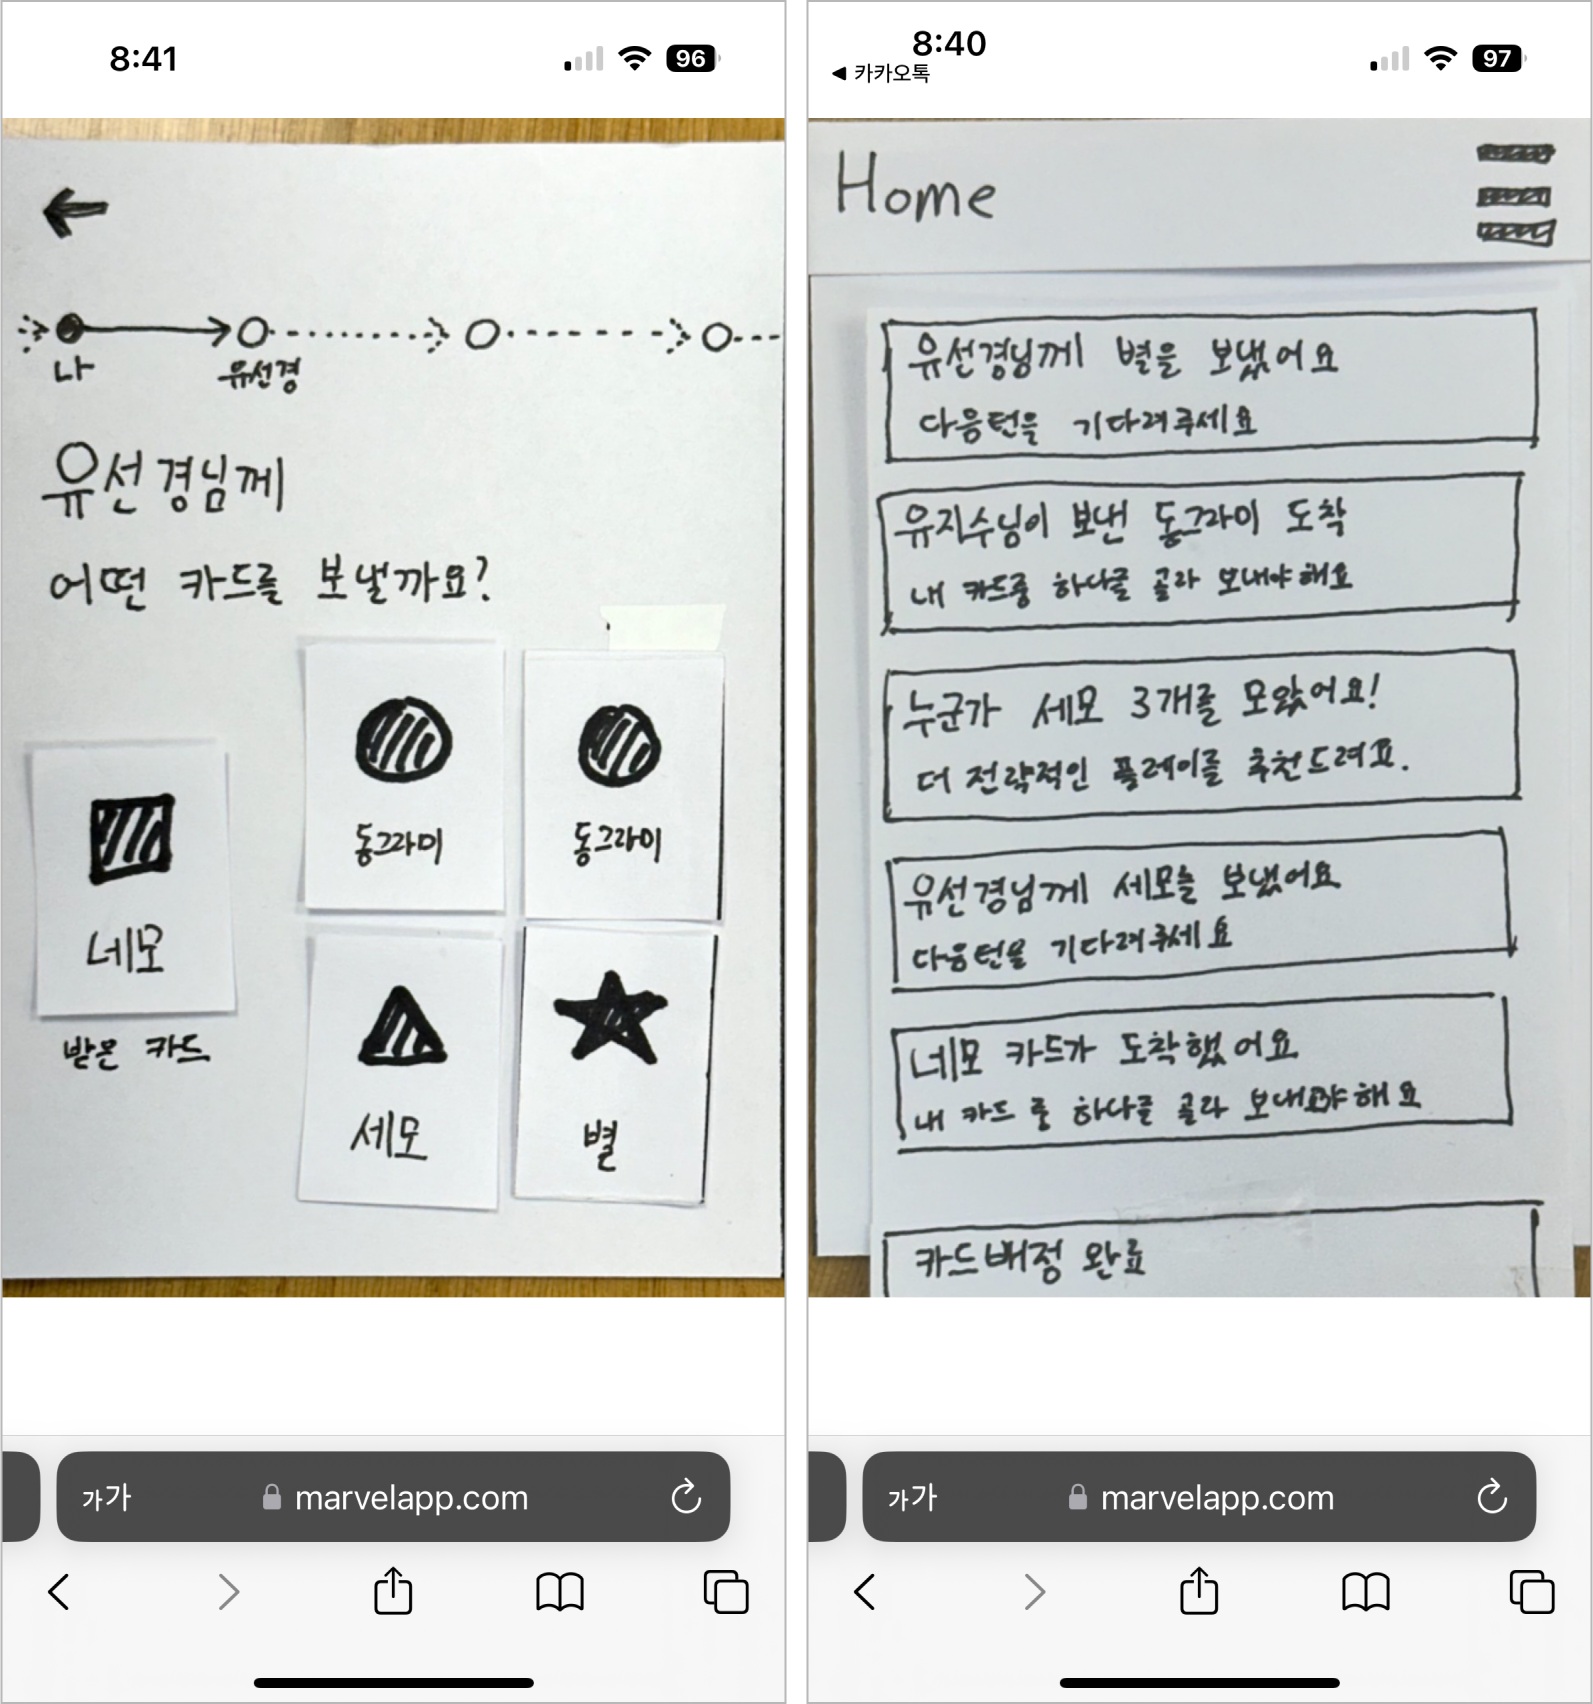 8:41
96
나
유선경
유선경님께
어떤 카드를 보낼까요?
네모
받은 카드
동그라미
동그라미
세모
별
가가
marvelapp.com
8:40
카카오톡
97
Home
유선경님께 별을 보냈어요
다음턴을 기다려주세요
유지수님이 보낸 동그라미 도착
내 카드중 하나를 골라 보내야해요
누군가 세모 3개를 모았어요!
더 전략적인 플레이를 추천드려요.
유선경님께 세모를 보냈어요
다음턴을 기다려주세요
네모 카드가 도착했어요
내 카드 중 하나를 골라 보내야해요
카드배정 완료
가가
marvelapp.com